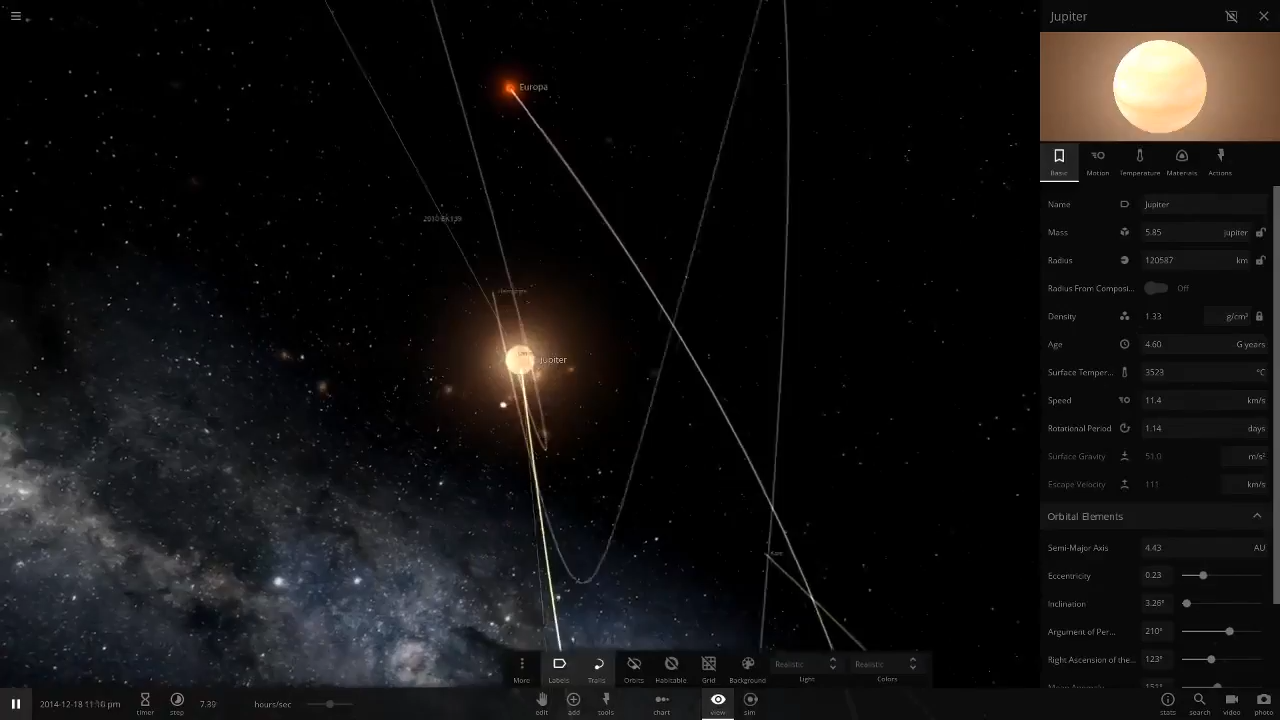 Jupiter
Europa
Basic
Motion
Temperature
Materials
Actions
Name Jupiter
2010 EK139
Mass 5.85 jupiter
Radius 120587 km
Radius From Composi... Off
Density 1.33 g/cm³
Age 4.60 G years
Jupiter
Surface Temper... 3523 °C
Speed 11.4 km/s
Rotational Period 1.14 days
Surface Gravity 51.0 m/s²
Escape Velocity 111 km/s
Orbital Elements
Semi-Major Axis 4.43 AU
Eccentricity 0.23
Inclination 3.26°
Argument of Per... 210°
Right Ascension of the... 123°
More
Labels
Trails
Orbits
Habitable
Grid
Background
Realistic
Light
Realistic
Colors
2014-12-18 11:10 pm
timer
step
7.39 hours/sec
edit
add
tools
chart
view
sim
stats
search
video
photo